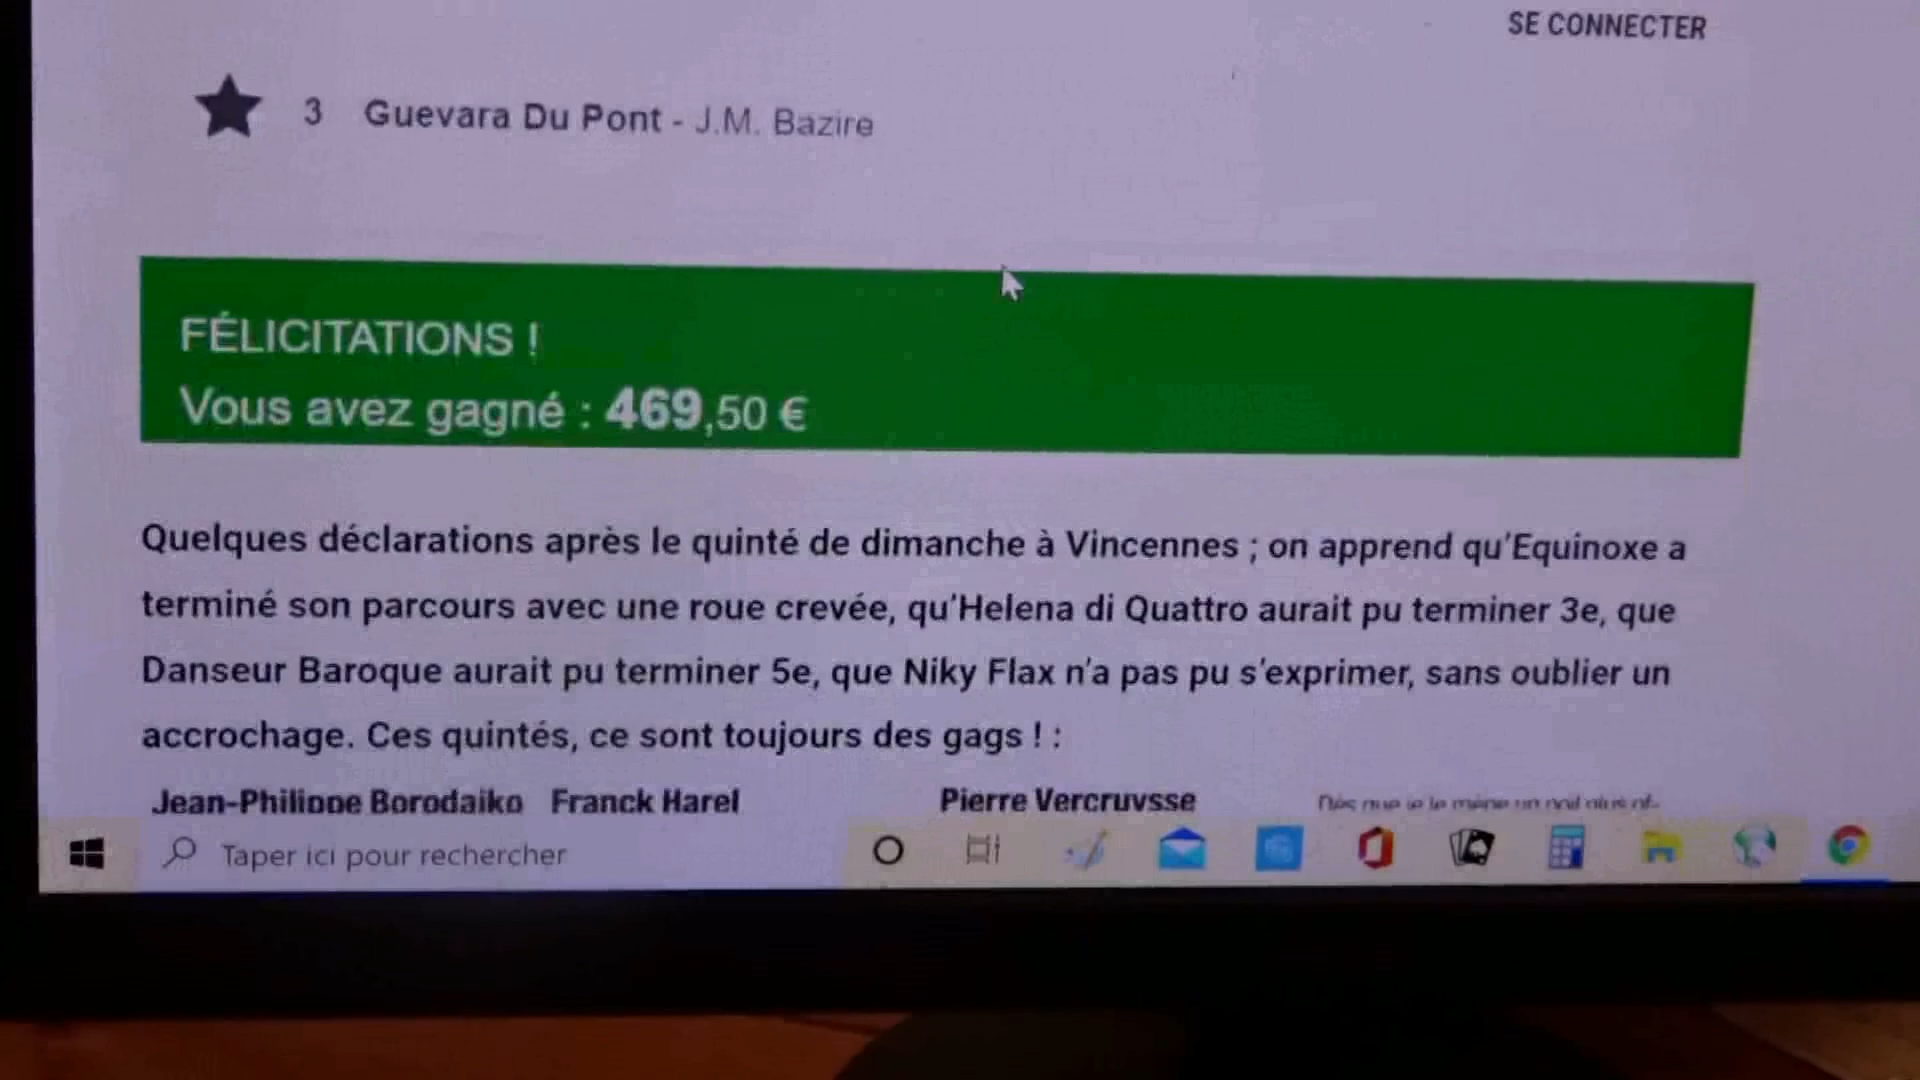 SE CONNECTER
3 Guevara Du Pont - J.M. Bazire
FÉLICITATIONS !
Vous avez gagné : 469,50 €
Quelques déclarations après le quinté de dimanche à Vincennes ; on apprend qu'Equinoxe a
terminé son parcours avec une roue crevée, qu'Helena di Quattro aurait pu terminer 3e, que
Danseur Baroque aurait pu terminer 5e, que Niky Flax n'a pas pu s'exprimer, sans oublier un
accrochage. Ces quintés, ce sont toujours des gags ! :
Jean-Philippe Borodajko Franck Harel Pierre Vercruysse
Taper ici pour rechercher